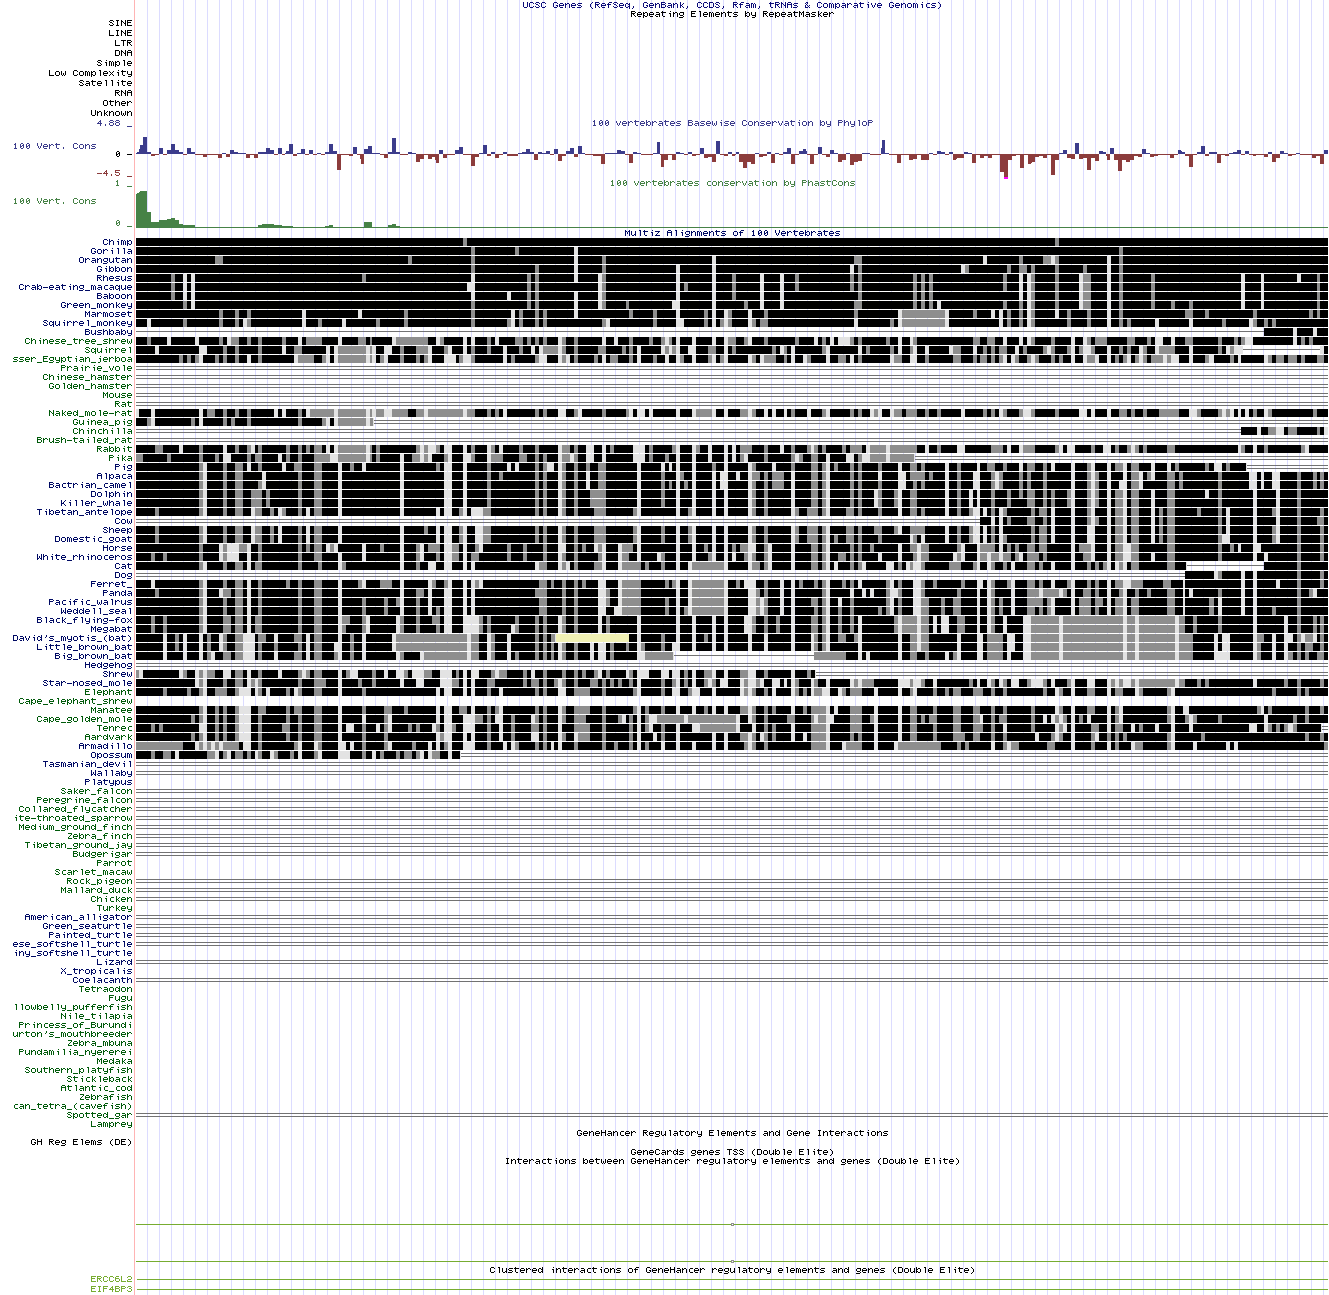 UCSC Genes (RefSeq, GenBank, CCDS, Rfam, tRNAs & Comparative Genomics)
Repeating Elements by RepeatMasker
SINE
LINE
LTR
DNA
Simple
Low Complexity
Satellite
RNA
Other
Unknown
4.88 _
100 vertebrates Basewise Conservation by PhyloP
100 Vert. Cons
0 _
-4.5 _
1 _
100 vertebrates conservation by PhastCons
100 Vert. Cons
0 _
Multiz Alignments of 100 Vertebrates
Chimp
Gorilla
Orangutan
Gibbon
Rhesus
Crab-eating_macaque
Baboon
Green_monkey
Marmoset
Squirrel_monkey
Bushbaby
Chinese_tree_shrew
Squirrel
sser_Egyptian_jerboa
Prairie_vole
Chinese_hamster
Golden_hamster
Mouse
Rat
Naked_mole-rat
Guinea_pig
Chinchilla
Brush-tailed_rat
Rabbit
Pika
Pig
Alpaca
Bactrian_camel
Dolphin
Killer_whale
Tibetan_antelope
Cow
Sheep
Domestic_goat
Horse
White_rhinoceros
Cat
Dog
Ferret_
Panda
Pacific_walrus
Weddell_seal
Black_flying-fox
Megabat
David's_myotis_(bat)
Little_brown_bat
Big_brown_bat
Hedgehog
Shrew
Star-nosed_mole
Elephant
Cape_elephant_shrew
Manatee
Cape_golden_mole
Tenrec
Aardvark
Armadillo
Opossum
Tasmanian_devil
Wallaby
Platypus
Saker_falcon
Peregrine_falcon
Collared_flycatcher
ite-throated_sparrow
Medium_ground_finch
Zebra_finch
Tibetan_ground_jay
Budgerigar
Parrot
Scarlet_macaw
Rock_pigeon
Mallard_duck
Chicken
Turkey
American_alligator
Green_seaturtle
Painted_turtle
ese_softshell_turtle
iny_softshell_turtle
Lizard
X_tropicalis
Coelacanth
Tetraodon
Fugu
llowbelly_pufferfish
Nile_tilapia
Princess_of_Burundi
urton's_mouthbreeder
Zebra_mbuna
Pundamilia_nyererei
Medaka
Southern_platyfish
Stickleback
Atlantic_cod
Zebrafish
can_tetra_(cavefish)
Spotted_gar
Lamprey
GeneHancer Regulatory Elements and Gene Interactions
GH Reg Elems (DE)
GeneCards genes TSS (Double Elite)
Interactions between GeneHancer regulatory elements and genes (Double Elite)
Clustered interactions of GeneHancer regulatory elements and genes (Double Elite)
ERCC6L2
EIF4BP3